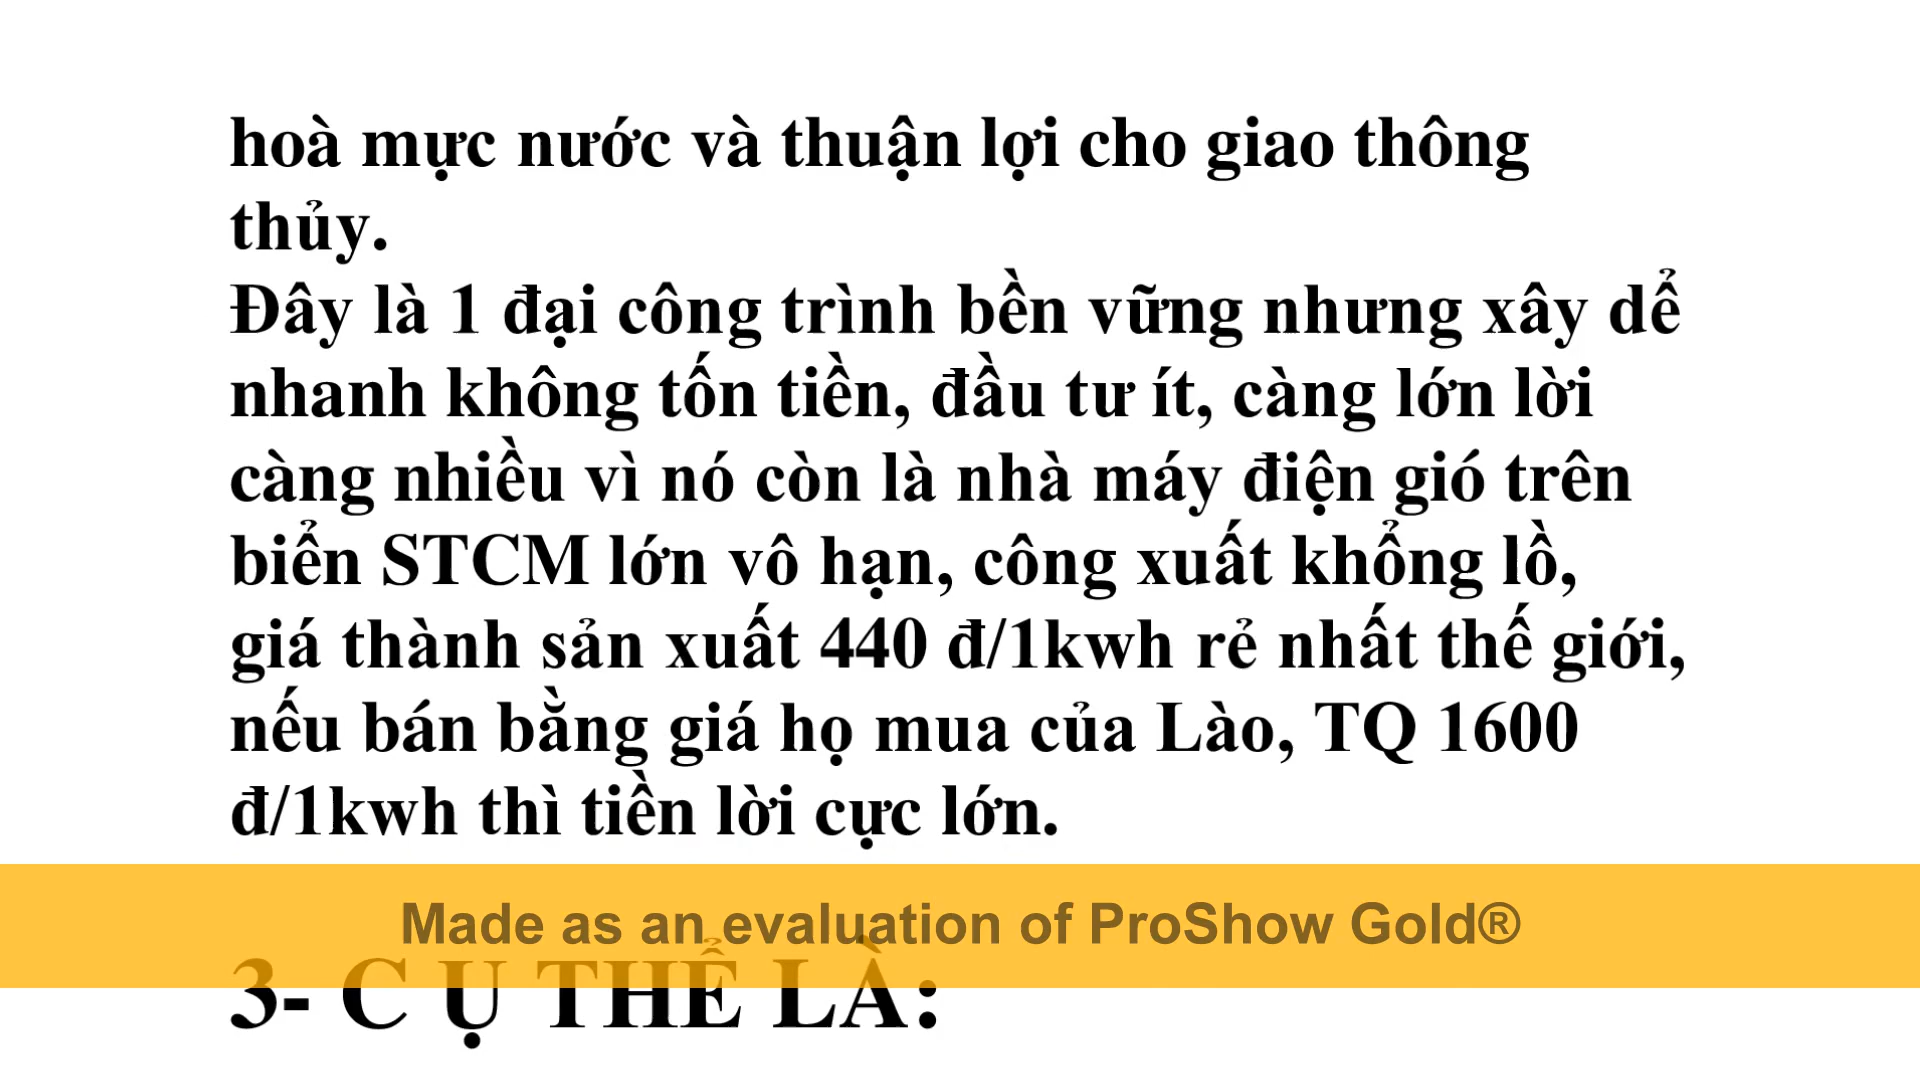 hoà mực nước và thuận lợi cho giao thông
thủy.
Đây là 1 đại công trình bền vững nhưng xây dể
nhanh không tốn tiền, đầu tư ít, càng lớn lời
càng nhiều vì nó còn là nhà máy điện gió trên
biển STCM lớn vô hạn, công xuất khổng lồ,
giá thành sản xuất 440 đ/1kwh rẻ nhất thế giới,
nếu bán bằng giá họ mua của Lào, TQ 1600
đ/1kwh thì tiền lời cực lớn.
Made as an evaluation of ProShow Gold®
3- C Ụ THỂ LÀ: